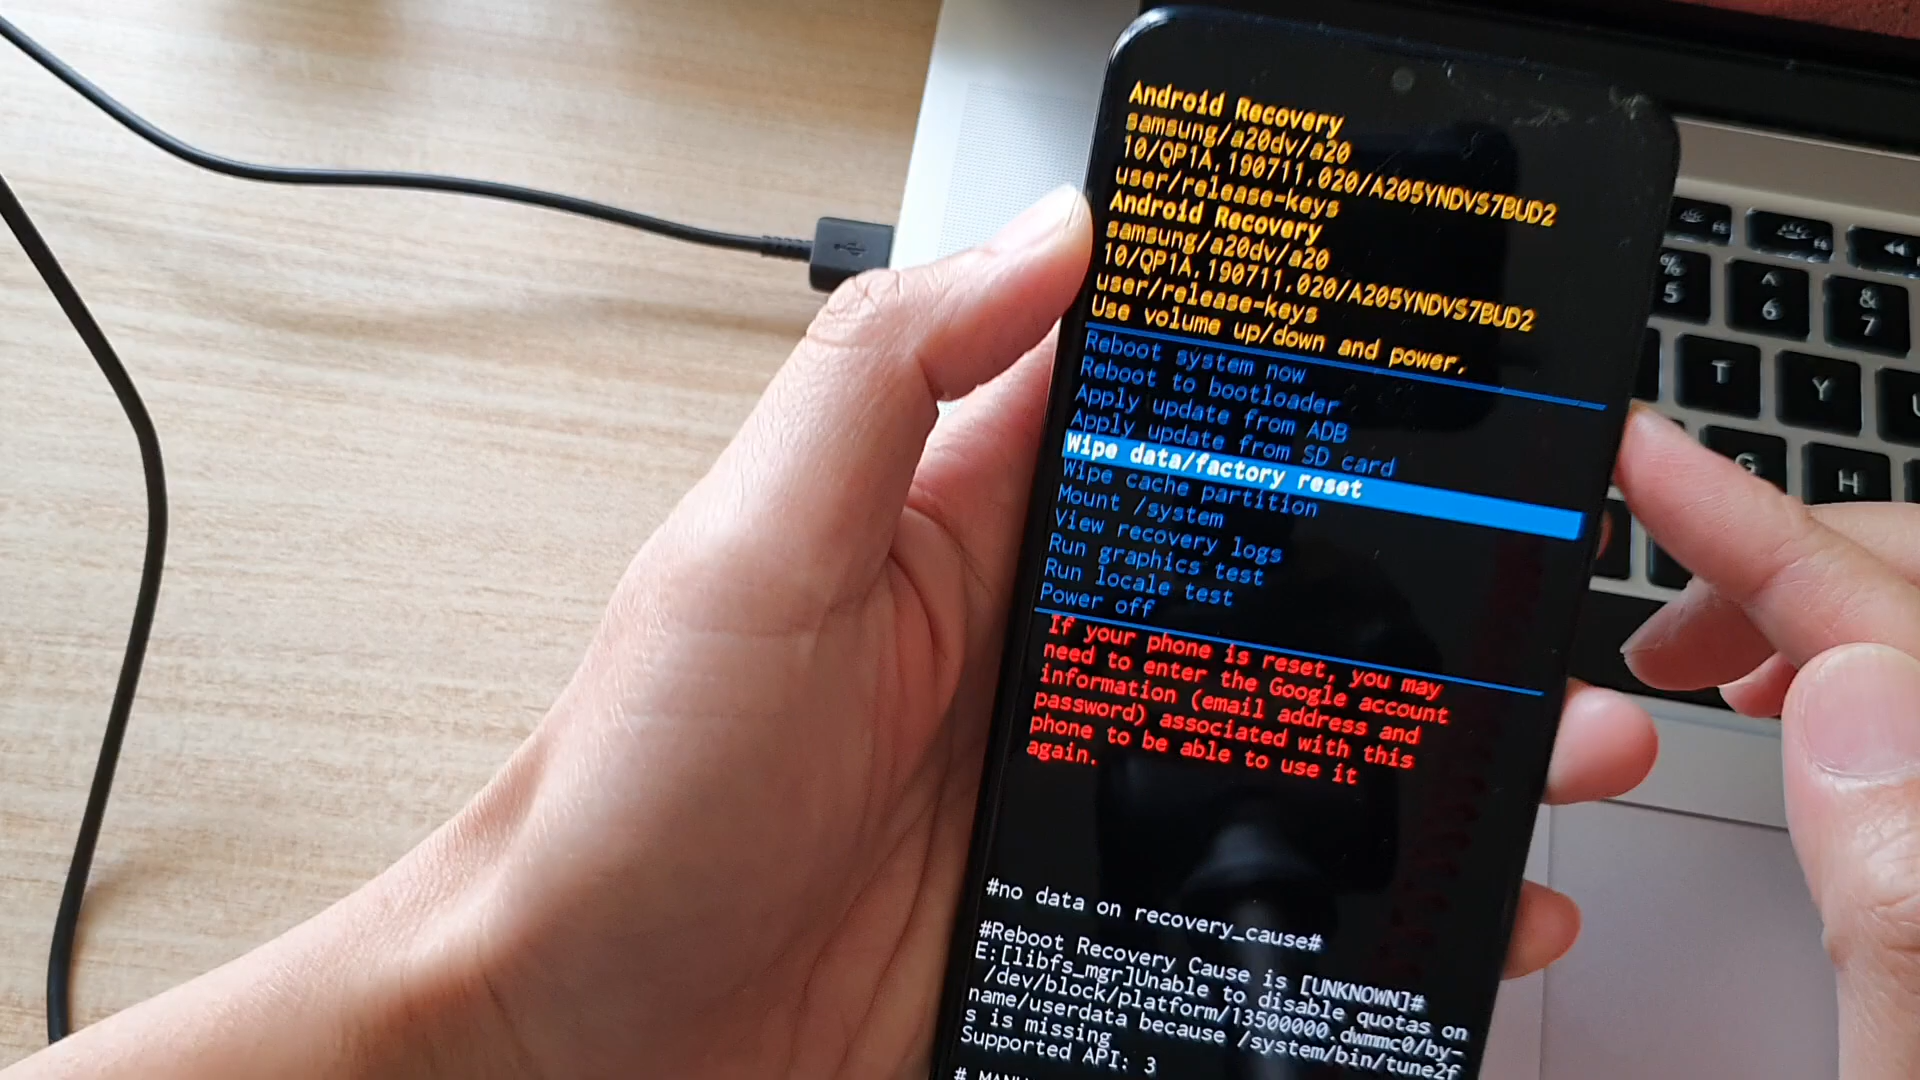 Android Recovery
samsung/a20dv/a20
10/QP1A.190711.020/A205YNDVS7BUD2
user/release-keys
Android Recovery
samsung/a20dv/a20
10/QP1A.190711.020/A205YNDVS7BUD2
user/release-keys
Use volume up/down and power.
Reboot system now
Reboot to bootloader
Apply update from ADB
Apply update from SD card
Wipe data/factory reset
Wipe cache partition
Mount /system
View recovery logs
Run graphics test
Run locale test
Power off
If your phone is reset, you may
need to enter the Google account
information (email address and
password) associated with this
phone to be able to use it
again.
#no data on recovery_cause#
#Reboot Recovery Cause is [UNKNOWN]#
E:[libfs_mgr]Unable to disable quotas on
/dev/block/platform/13500000.dwmmc0/by-
name/userdata because /system/bin/tune2f
s is missing
Supported API: 3
F5
F6
%
5
^
6
&
7
T
Y
G
H